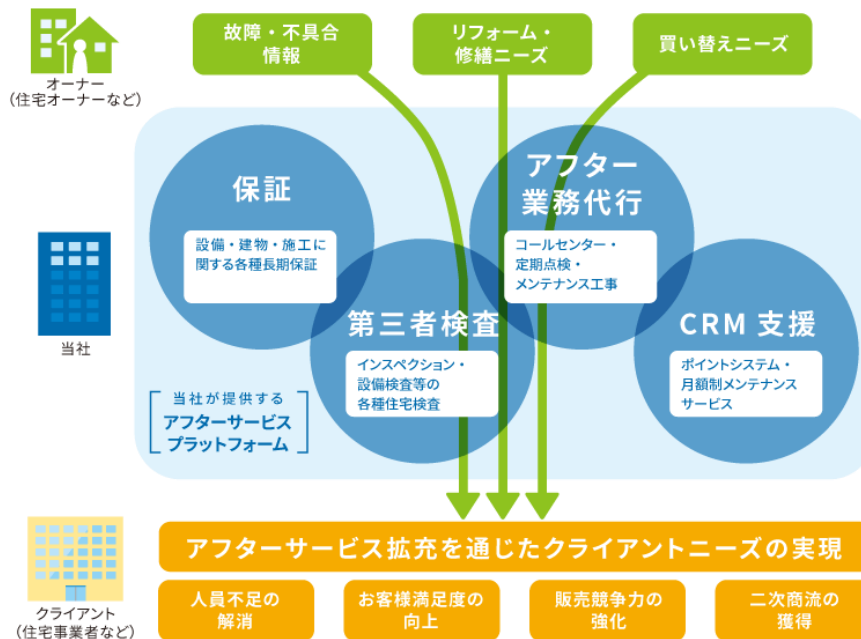 故障・不具合
情報
リフォーム・
修繕ニーズ
買い替えニーズ
オーナー
(住宅オーナーなど)
保証
設備・建物・施工に
関する各種長期保証
アフター
業務代行
コールセンター・
定期点検・
メンテナンス工事
当社
第三者検査
インスペクション・
設備検査等の
各種住宅検査
CRM 支援
ポイントシステム・
月額制メンテナンス
サービス
当社が提供する
アフターサービス
プラットフォーム
アフターサービス拡充を通じたクライアントニーズの実現
クライアント
(住宅事業者など)
人員不足の
解消
お客様満足度の
向上
販売競争力の
強化
二次商流の
獲得